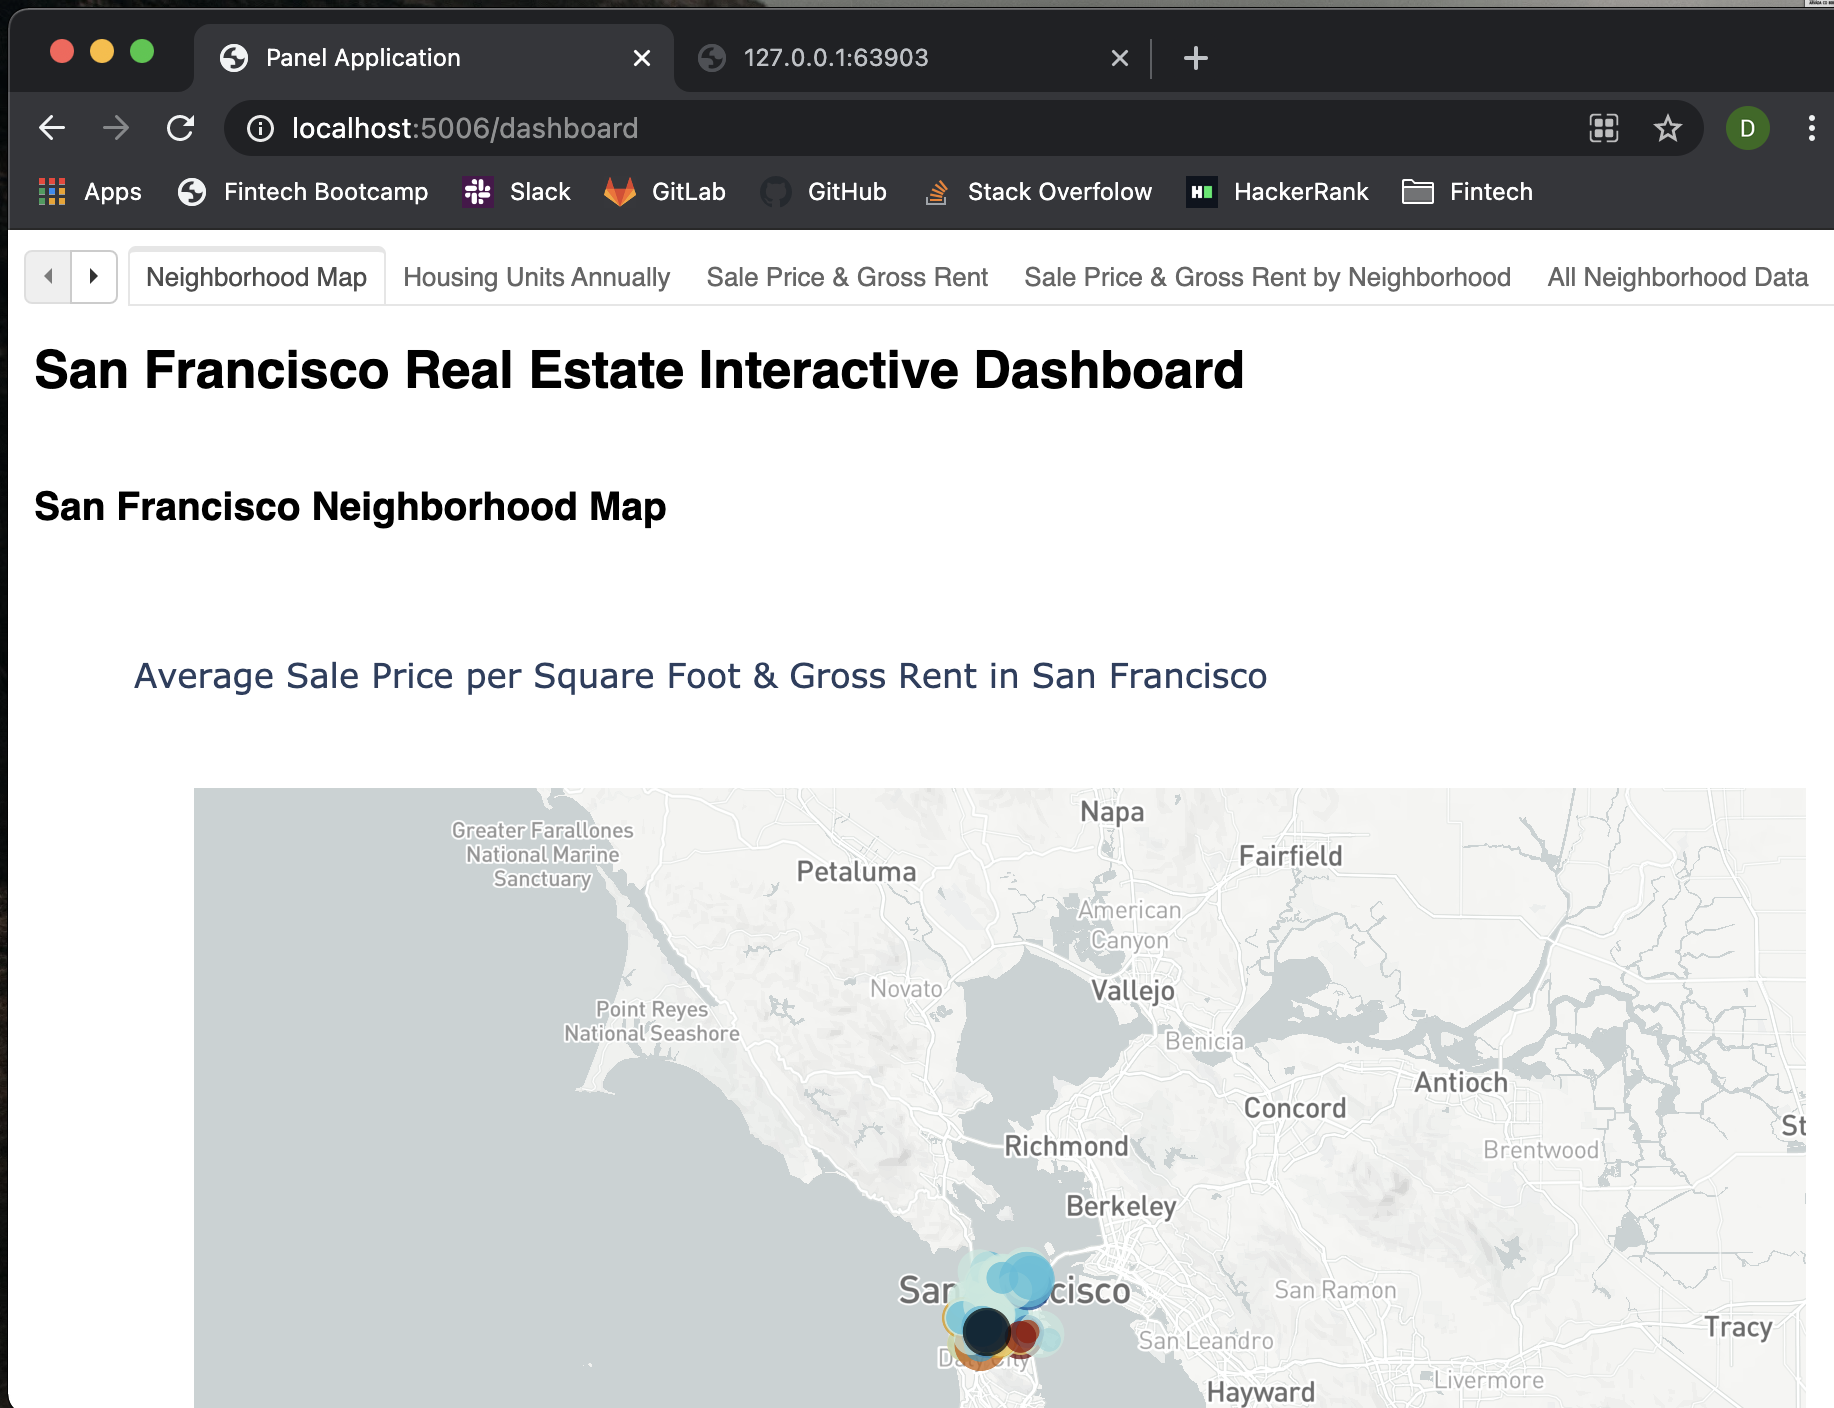 Panel Application
127.0.0.1:63903
localhost:5006/dashboard
D
Apps
Fintech Bootcamp
Slack
GitLab
GitHub
Stack Overfolow
HackerRank
Fintech
Neighborhood Map
Housing Units Annually
Sale Price & Gross Rent
Sale Price & Gross Rent by Neighborhood
All Neighborhood Data
San Francisco Real Estate Interactive Dashboard
San Francisco Neighborhood Map
Average Sale Price per Square Foot & Gross Rent in San Francisco
Napa
Greater Farallones
National Marine
Sanctuary
Petaluma
Fairfield
American
Canyon
Novato
Vallejo
Point Reyes
National Seashore
Benicia
Antioch
Concord
St
Richmond
Brentwood
Berkeley
San cisco
San Ramon
Tracy
San Leandro
Daly City
Livermore
Hayward